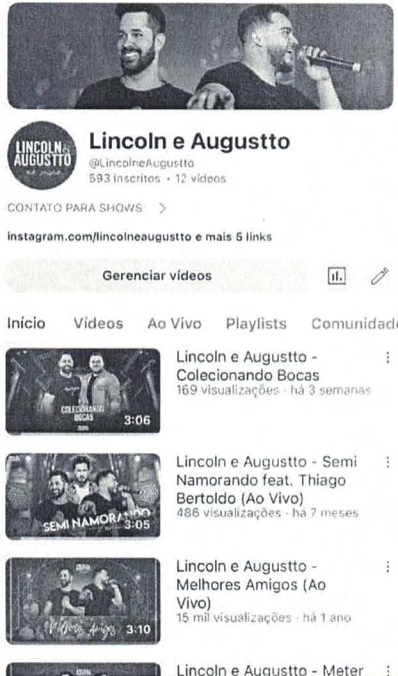 LINCOLN&
AUGUSTTO
Lincoln e Augustto
@LincolneAugustto
593 inscritos • 12 vídeos
CONTATO PARA SHOWS: >
instagram.com/lincolneaugustto e mais 5 links
Gerenciar vídeos
Início Vídeos Ao Vivo Playlists Comunidade
Lincoln e Augustto -
Colecionando Bocas
169 visualizações · há 3 semanas
COLECIONANDO
BOCAS
3:06
Lincoln e Augustto - Semi
Namorando feat. Thiago
Bertoldo (Ao Vivo)
486 visualizações · há 7 meses
SEMI NAMORANDO
3:05
Lincoln e Augustto -
Melhores Amigos (Ao
Vivo)
15 mil visualizações · há 1 ano
Melhores Amigos
3:10
Lincoln e Augustto - Meter